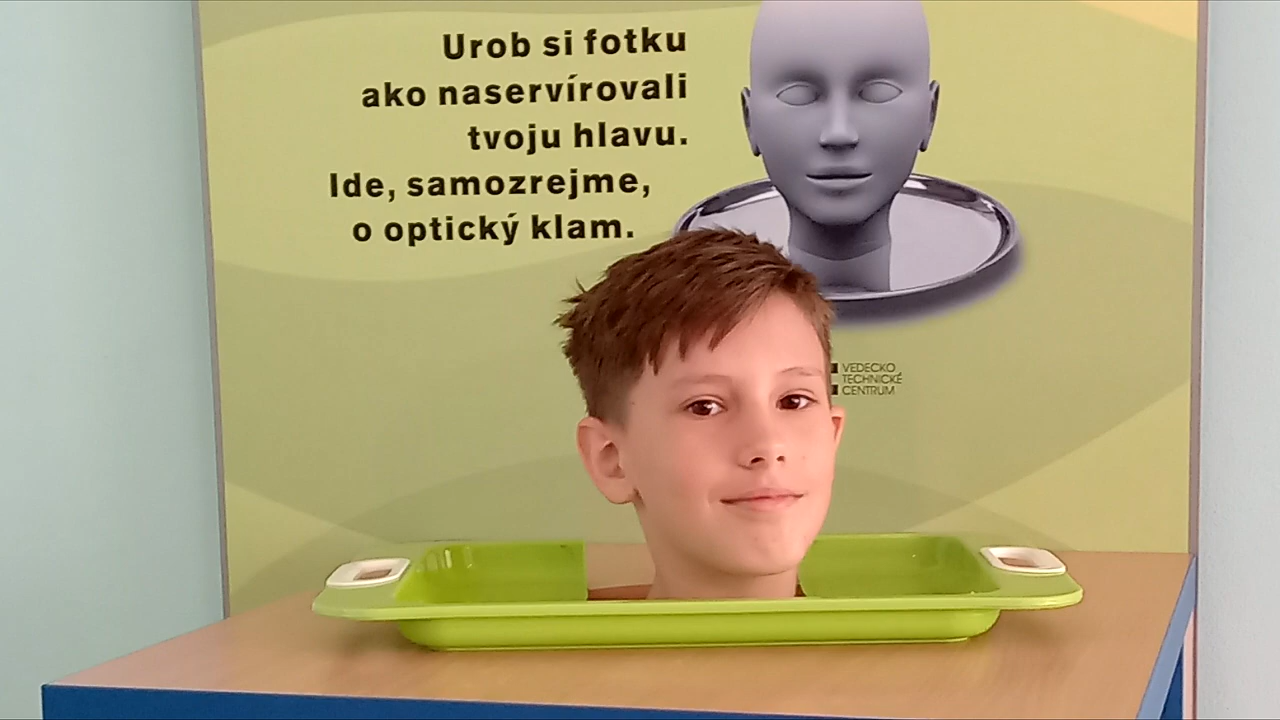 Urob si fotku
ako naservírovali
tvoju hlavu.
Ide, samozrejme,
o optický klam.
VEDECKO
TECHNICKÉ
CENTRUM